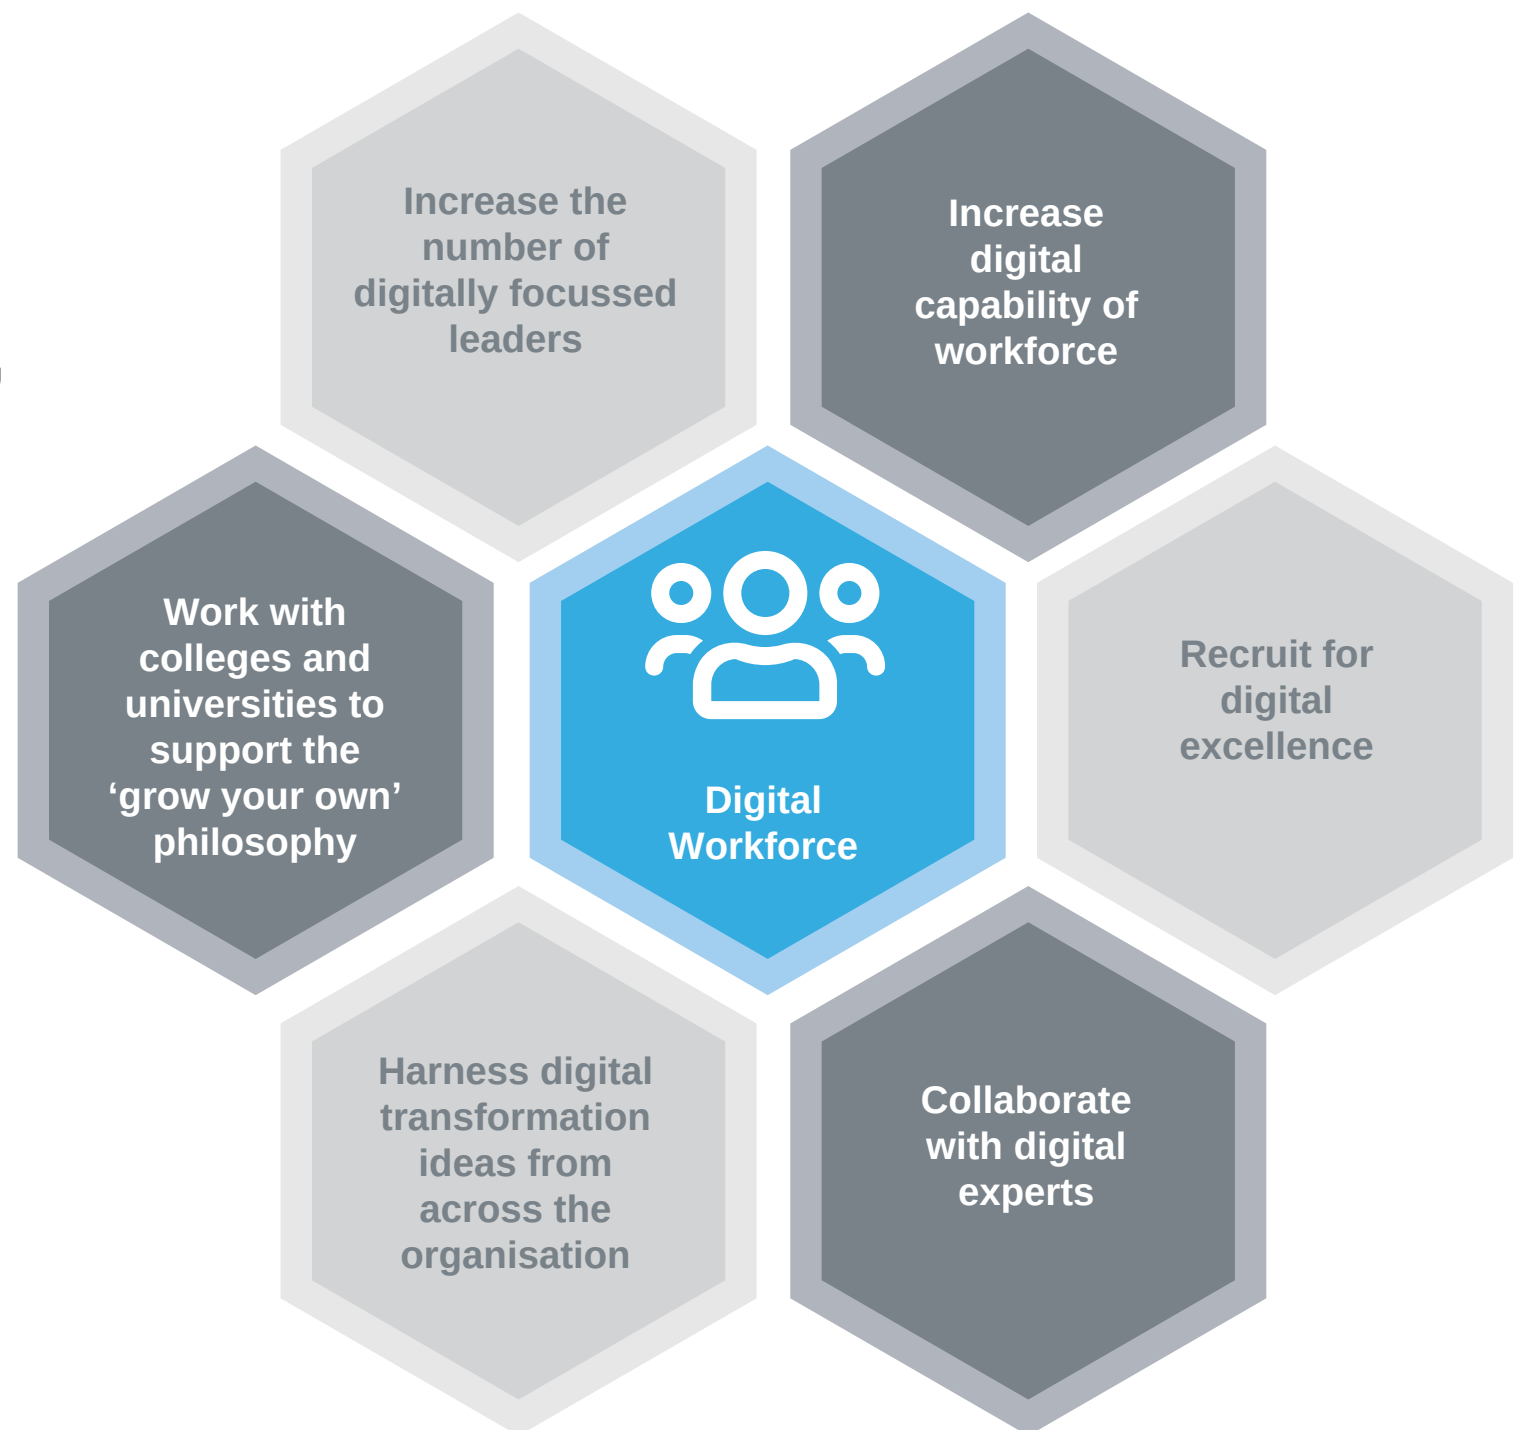 Increase the
number of
digitally focussed
leaders
Increase
digital
capability of
workforce
Work with
colleges and
universities to
support the
‘grow your own’
philosophy
Digital
Workforce
Recruit for
digital
excellence
Harness digital
transformation
ideas from
across the
organisation
Collaborate
with digital
experts